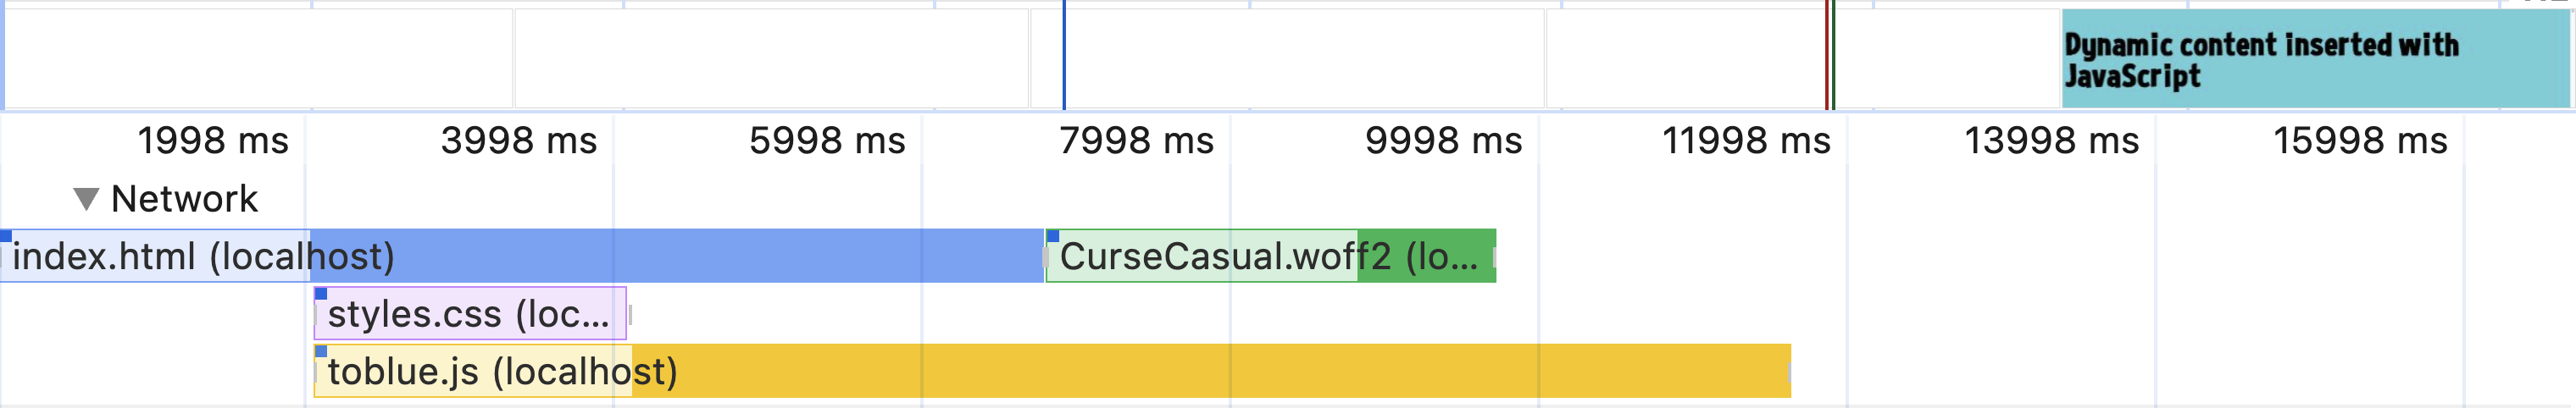 Dynamic content inserted with
JavaScript
1998 ms 3998 ms 5998 ms 7998 ms 9998 ms 11998 ms 13998 ms 15998 ms
▼ Network
index.html (localhost) CurseCasual.woff2 (lo...
styles.css (loc...
toblue.js (localhost)